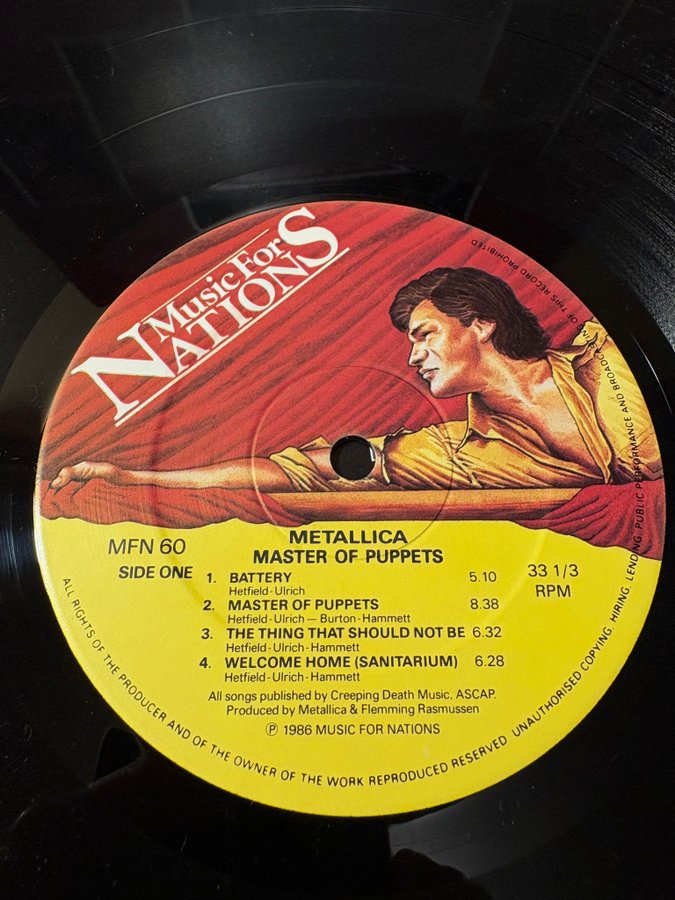 Music For
NATIONS
METALLICA
MASTER OF PUPPETS
MFN 60
SIDE ONE
33 1/3
RPM
1. BATTERY 5.10
Hetfield-Ulrich
2. MASTER OF PUPPETS 8.38
Hetfield-Ulrich — Burton-Hammett
3. THE THING THAT SHOULD NOT BE 6.32
Hetfield-Ulrich-Hammett
4. WELCOME HOME (SANITARIUM) 6.28
Hetfield-Ulrich-Hammett
All songs published by Creeping Death Music, ASCAP.
Produced by Metallica & Flemming Rasmussen
Ⓟ 1986 MUSIC FOR NATIONS
ALL RIGHTS OF THE PRODUCER AND OF THE OWNER OF THE WORK REPRODUCED RESERVED UNAUTHORISED COPYING. HIRING. LENDING. PUBLIC PERFORMANCE AND BROADCASTING OF THIS RECORD PROHIBITED